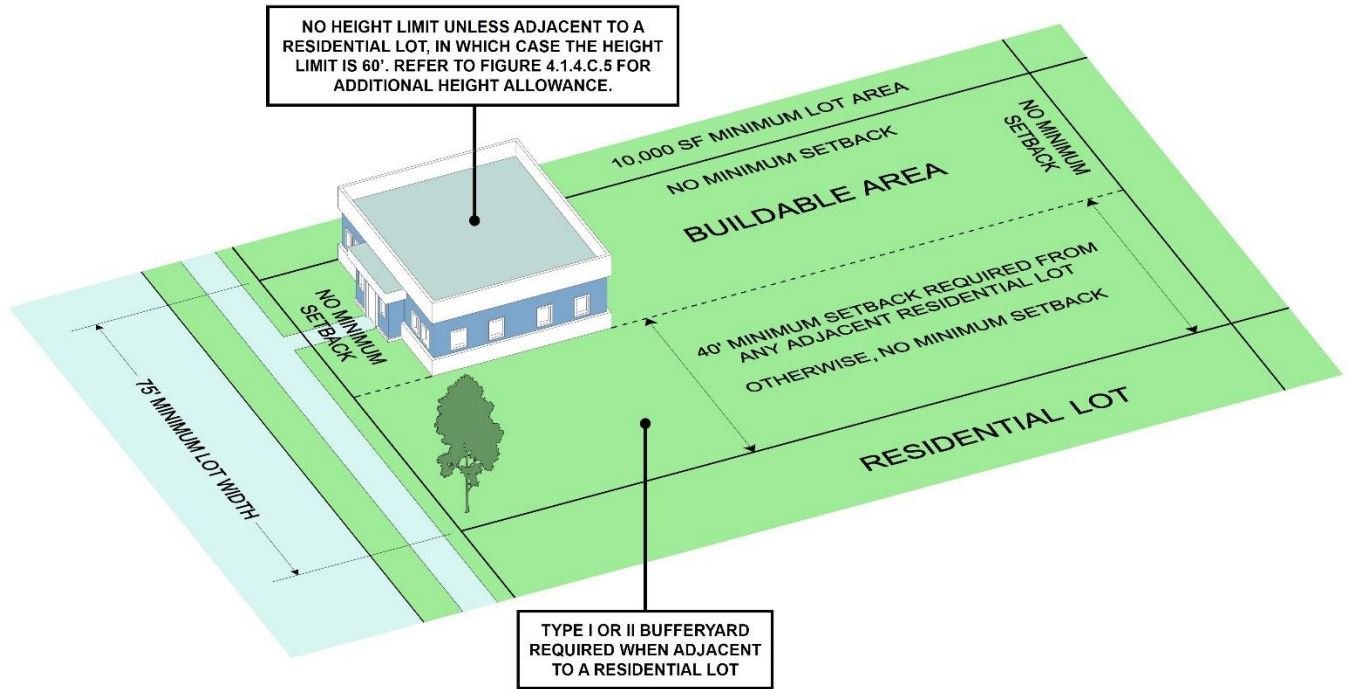 NO HEIGHT LIMIT UNLESS ADJACENT TO A
RESIDENTIAL LOT, IN WHICH CASE THE HEIGHT
LIMIT IS 60'. REFER TO FIGURE 4.1.4.C.5 FOR
ADDITIONAL HEIGHT ALLOWANCE.
10,000 SF MINIMUM LOT AREA
NO MINIMUM SETBACK
NO MINIMUM
SETBACK
BUILDABLE AREA
NO MINIMUM
SETBACK
40' MINIMUM SETBACK REQUIRED FROM
ANY ADJACENT RESIDENTIAL LOT
OTHERWISE, NO MINIMUM SETBACK
75' MINIMUM LOT WIDTH
RESIDENTIAL LOT
TYPE I OR II BUFFERYARD
REQUIRED WHEN ADJACENT
TO A RESIDENTIAL LOT